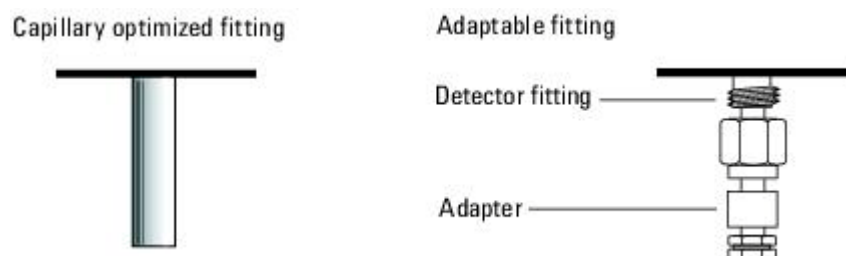 Capillary optimized fitting
Adaptable fitting
Detector fitting
Adapter